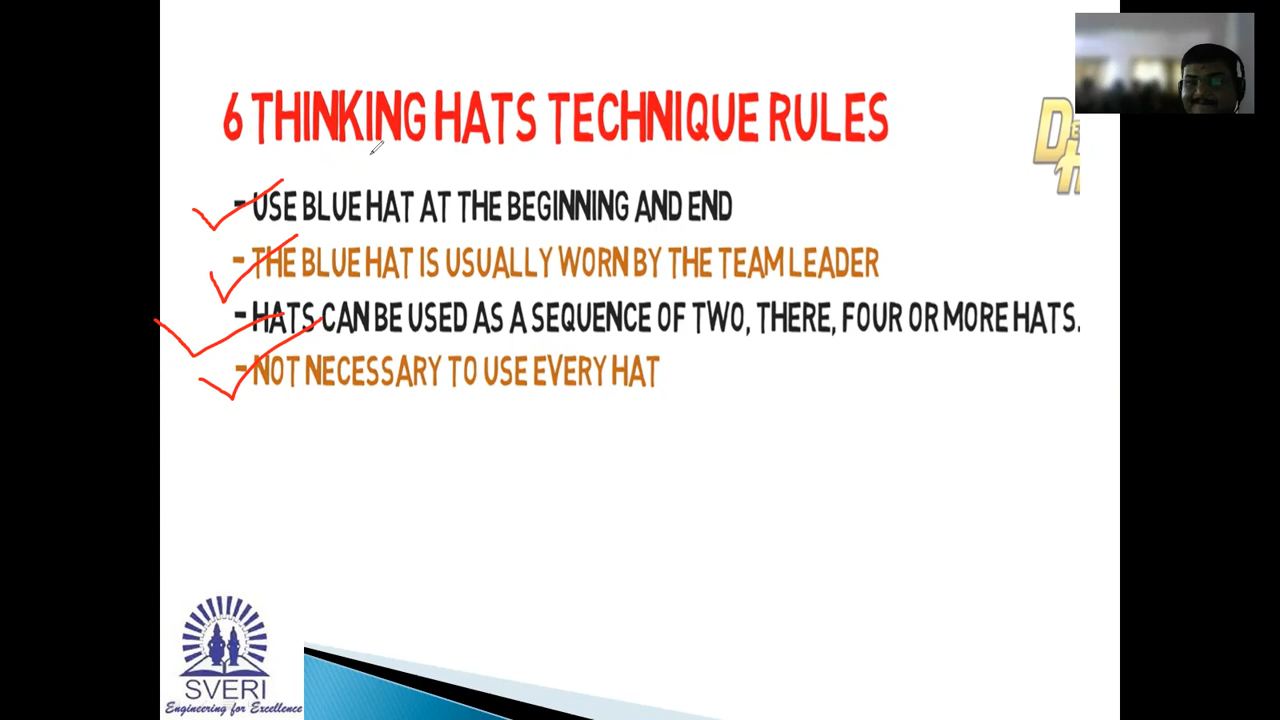 6 THINKING HATS TECHNIQUE RULES
- USE BLUE HAT AT THE BEGINNING AND END
- THE BLUE HAT IS USUALLY WORN BY THE TEAM LEADER
- HATS CAN BE USED AS A SEQUENCE OF TWO, THERE, FOUR OR MORE HATS.
- NOT NECESSARY TO USE EVERY HAT
SVERI
Engineering for Excellence